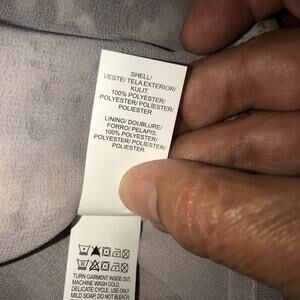 SHELL/
VESTE/ TELA EXTERIOR/
KULIT.
100% POLYESTER/
POLYESTER/ POLIESTER/
POLIESTER.
LINING/ DOUBLURE/
FORRO/ PELAPIS.
100% POLYESTER/
POLYESTER/ POLIESTER/
POLIESTER.
TURN GARMENT INSIDE OUT.
MACHINE WASH COLD,
DELICATE CYCLE, USE ONLY
MILD SOAP, DO NOT BLEACH